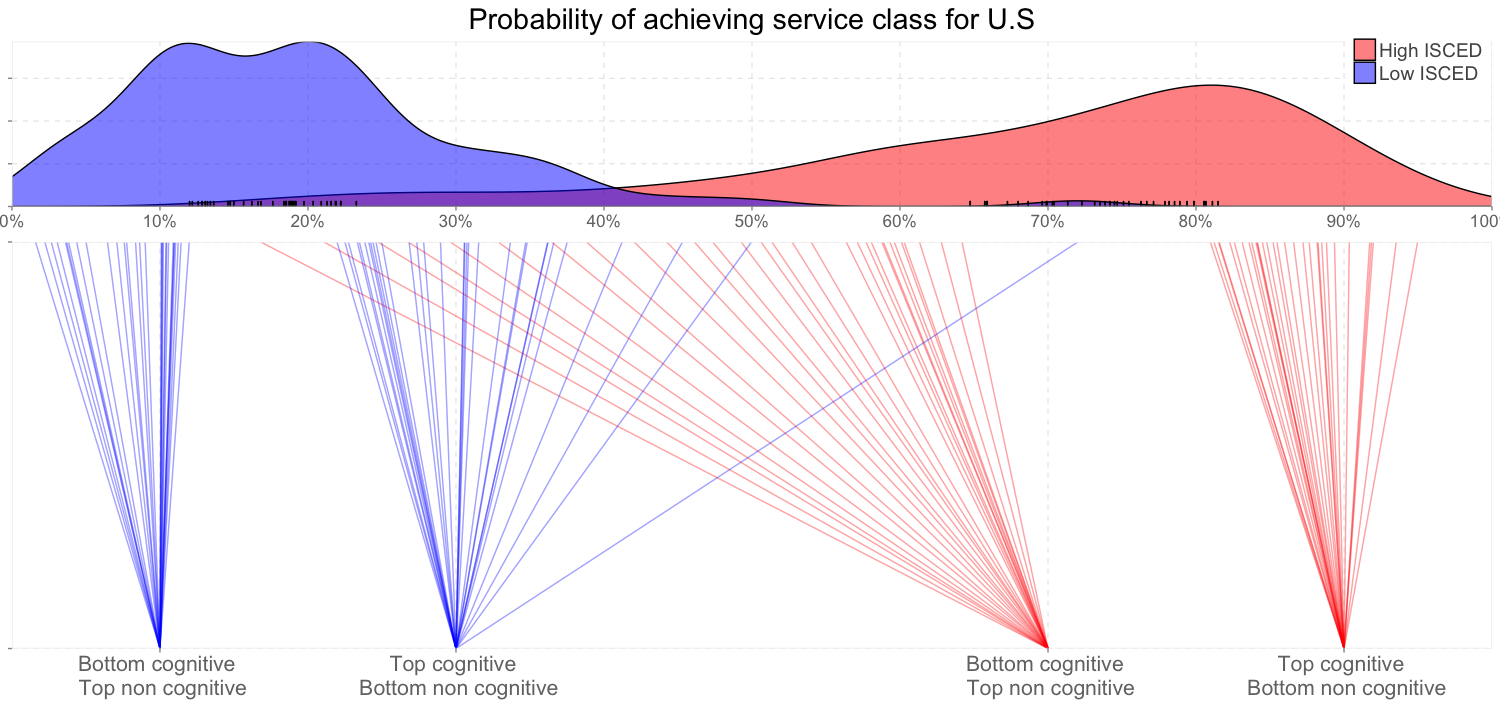 Probability of achieving service class for U.S
High ISCED
Low ISCED
0% 10% 20% 30% 40% 50% 60% 70% 80% 90% 100
Bottom cognitive Top cognitive Bottom cognitive Top cognitive
Top non cognitive Bottom non cognitive Top non cognitive Bottom non cognitive